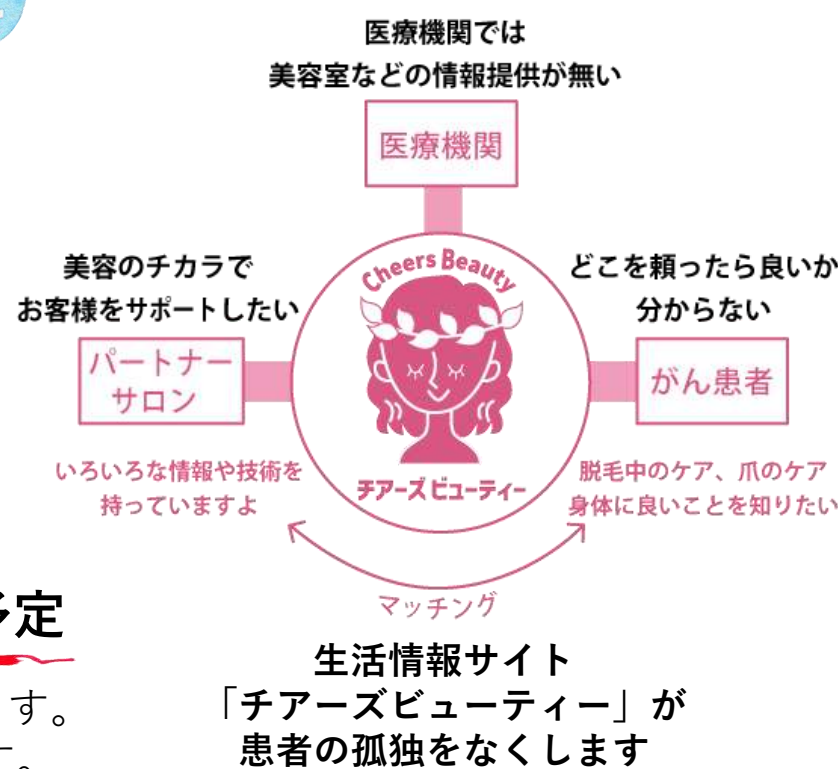 医療機関では
美容室などの情報提供が無い
医療機関
美容のチカラで
お客様をサポートしたい
どこを頼ったら良いか
分からない
Cheers Beauty
パートナー
サロン
がん患者
チアーズ ビューティー
いろいろな情報や技術を
持っていますよ
脱毛中のケア、爪のケア
身体に良いことを知りたい
マッチング
定
す。
生活情報サイト
「チアーズビューティー」が
患者の孤独をなくします